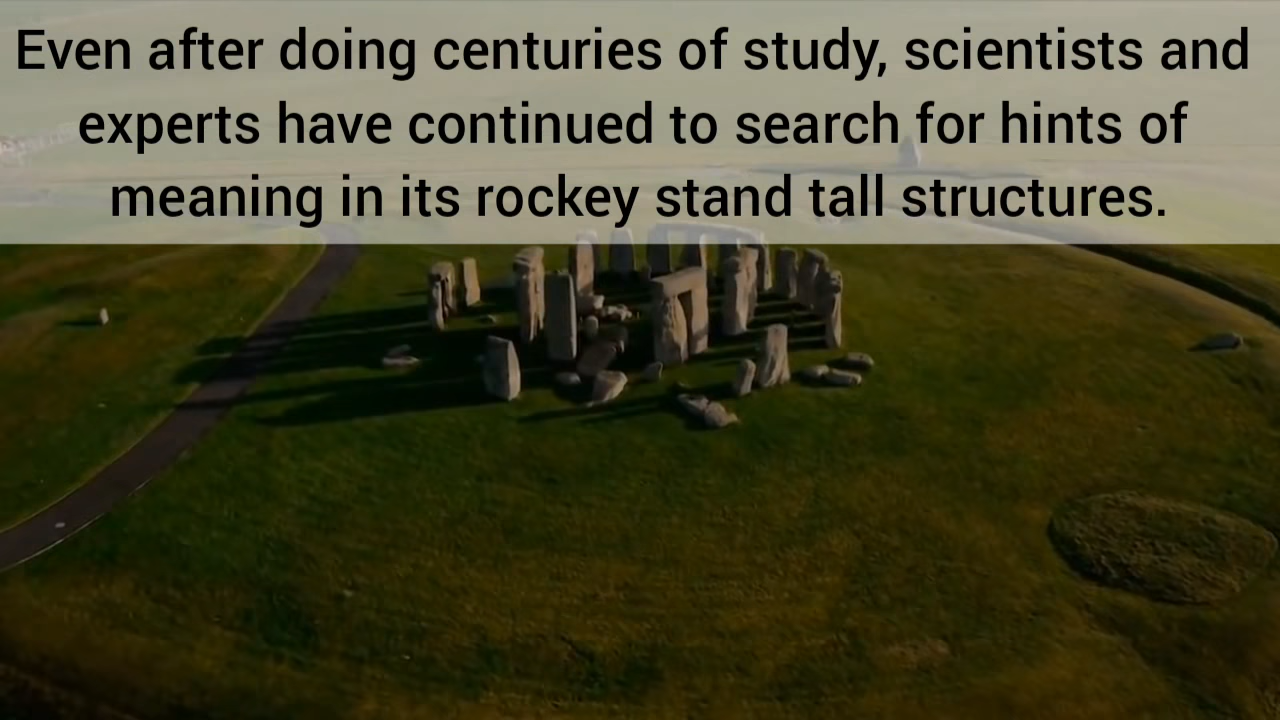 Even after doing centuries of study, scientists and
experts have continued to search for hints of
meaning in its rockey stand tall structures.